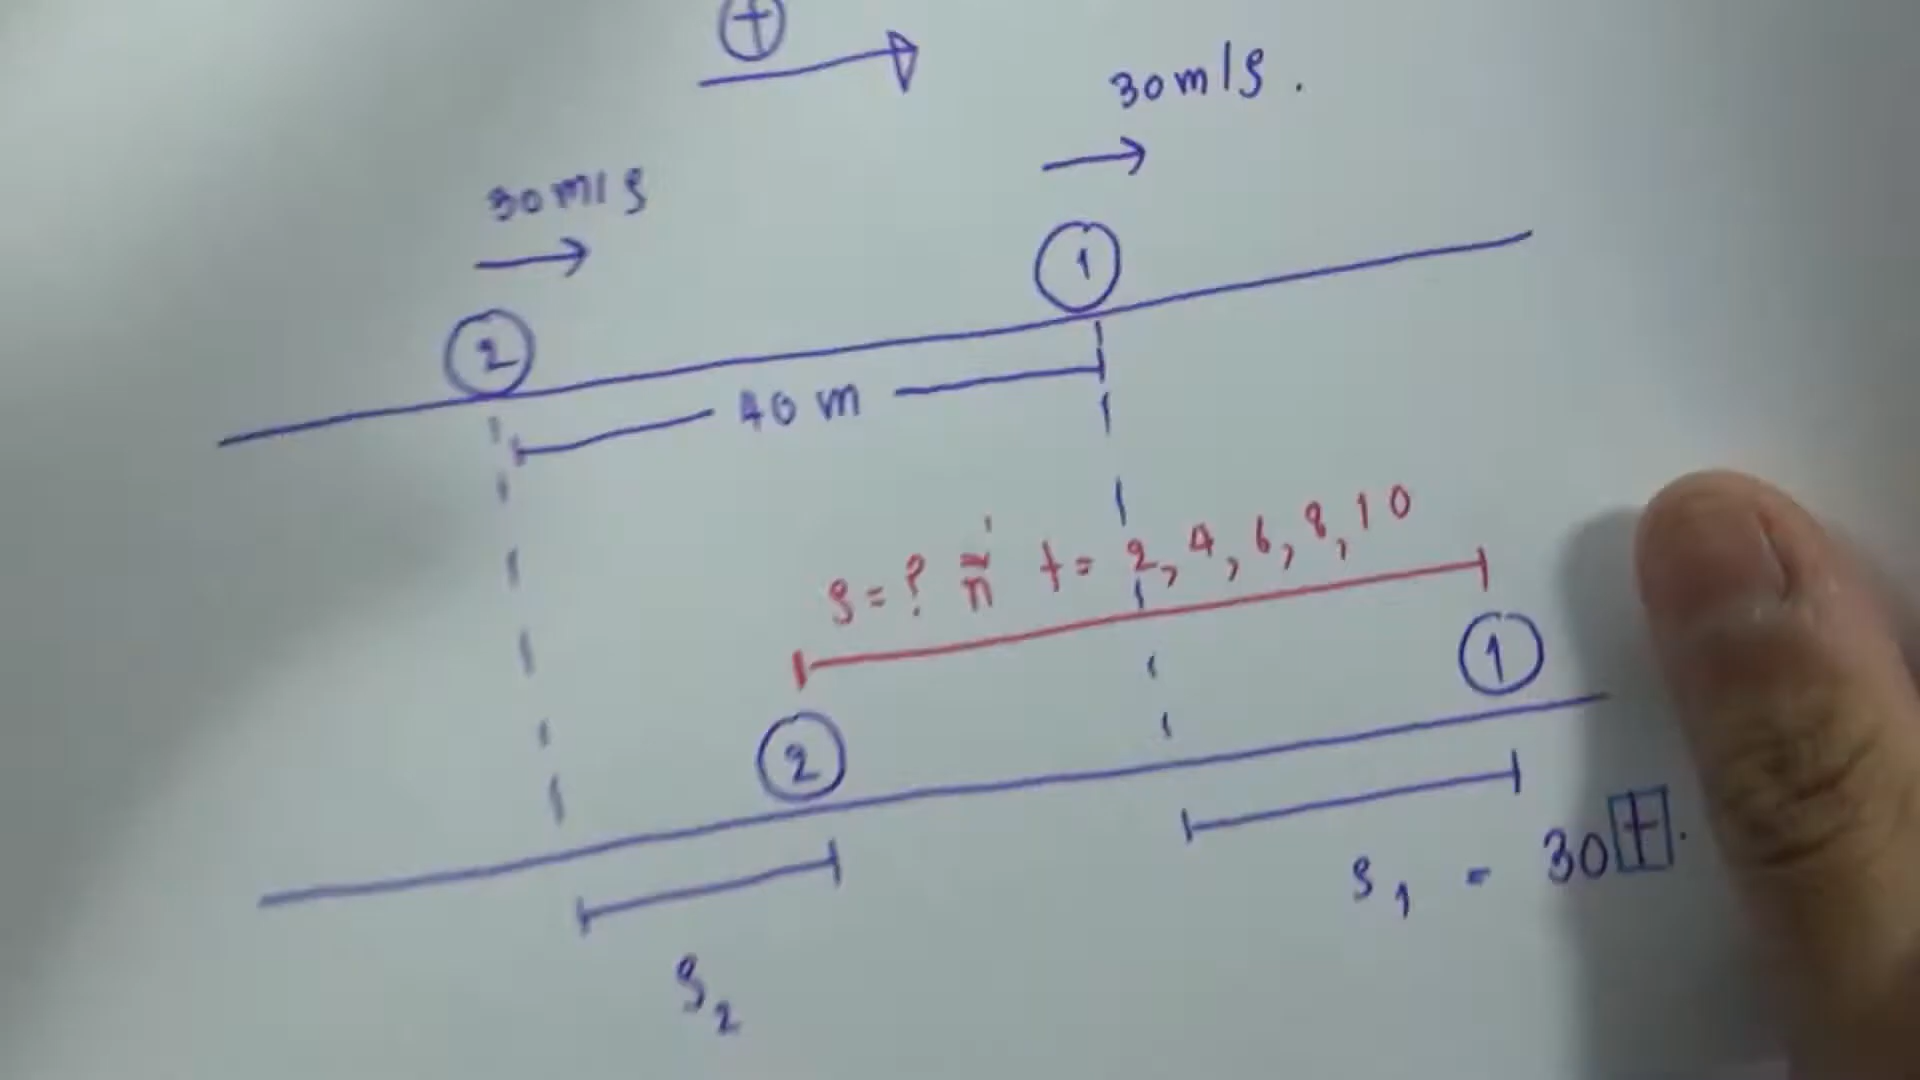 +
30 m/s.
30 m/s
1
2
40 m
s = ? ที่ t = 2, 4, 6, 8, 10
1
2
s₁ = 30t.
s₂